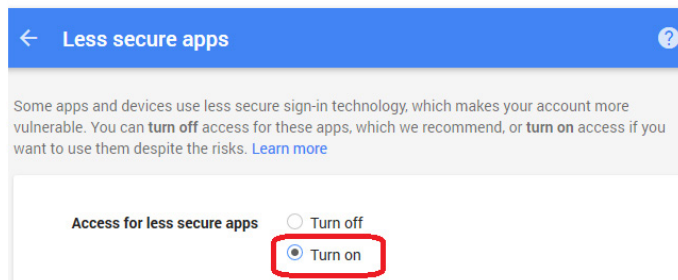 Less secure apps
Some apps and devices use less secure sign-in technology, which makes your account more
vulnerable. You can turn off access for these apps, which we recommend, or turn on access if you
want to use them despite the risks. Learn more
Access for less secure apps
Turn off
Turn on